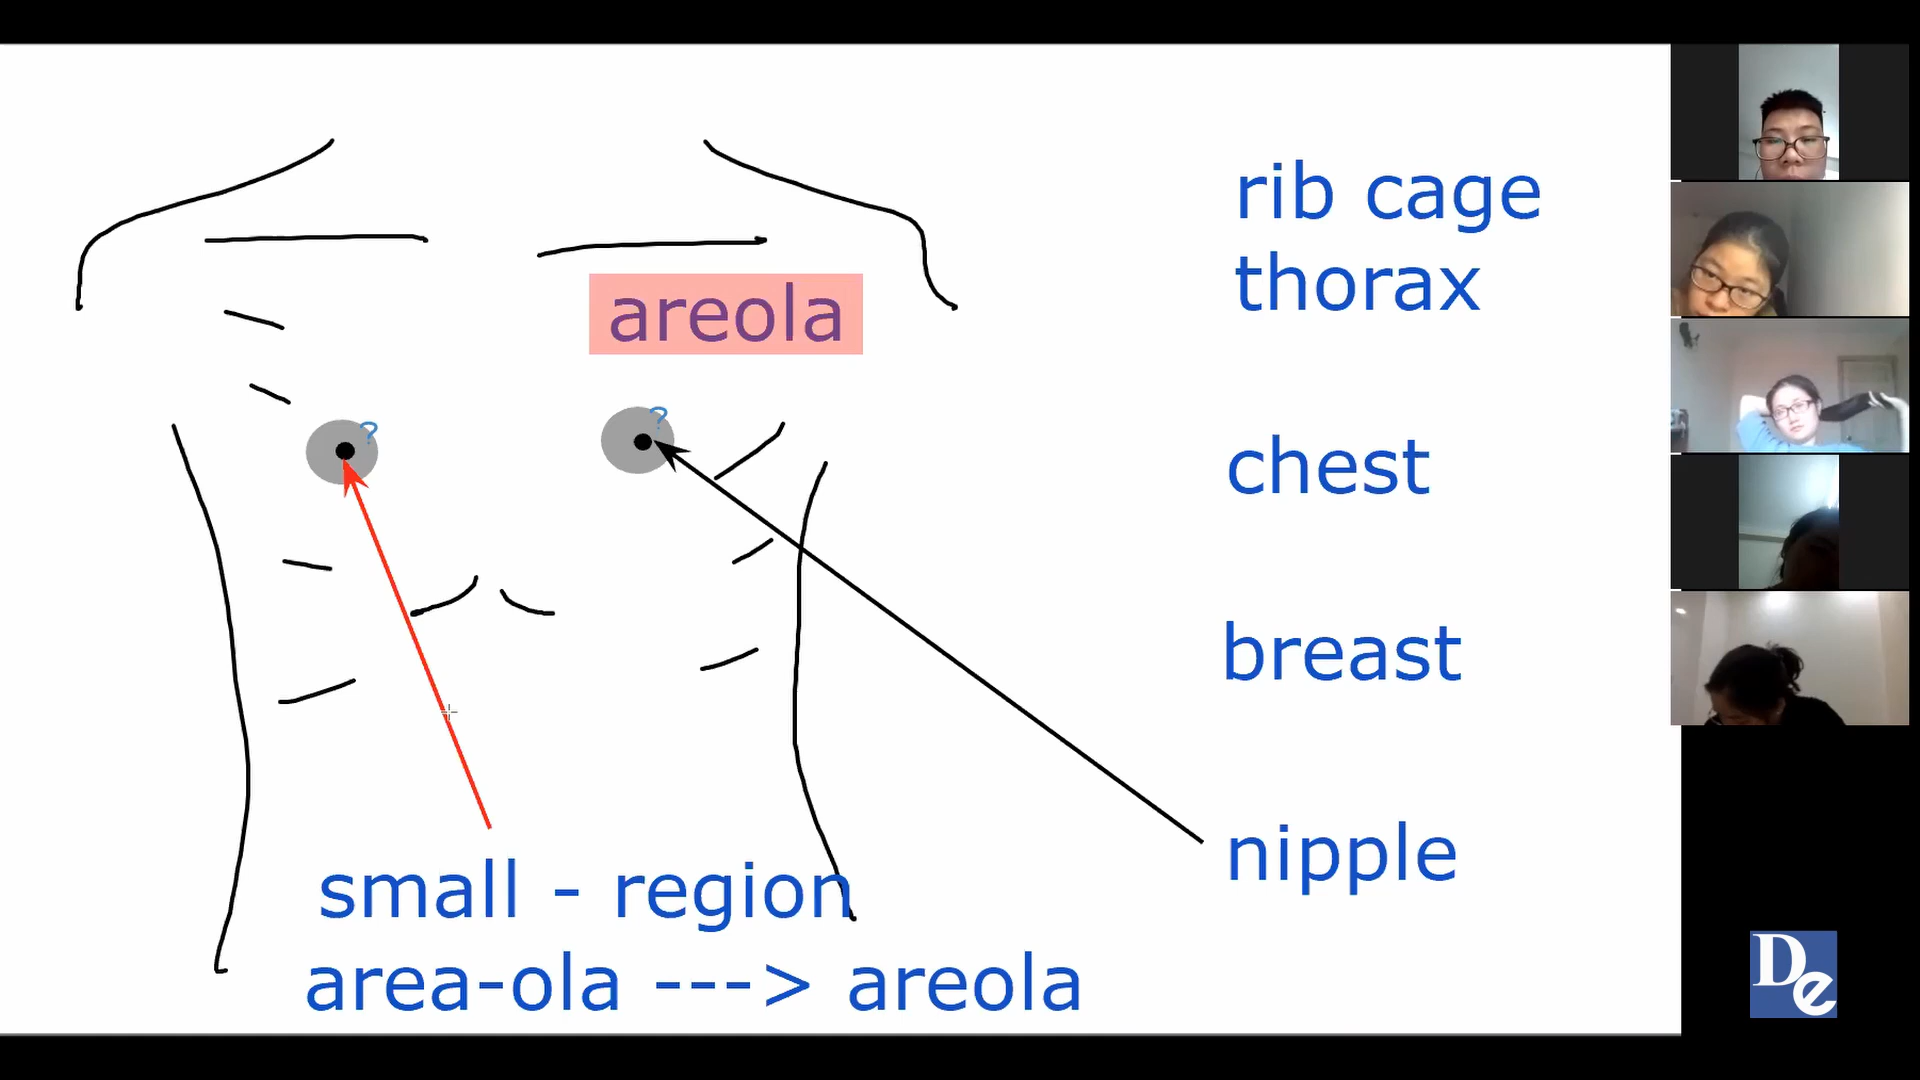 rib cage
thorax
areola
?
?
chest
breast
nipple
small - region
area-ola ---> areola
De